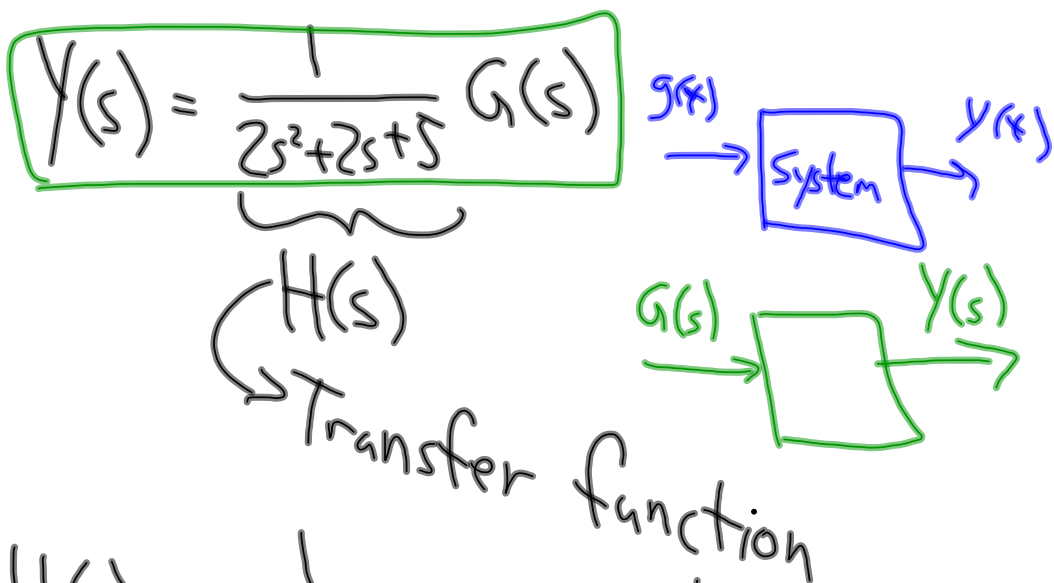 Y(s) = 1 / (2s²+2s+5) G(s)
H(s)
Transfer function
g(x)
System
y(x)
G(s)
Y(s)